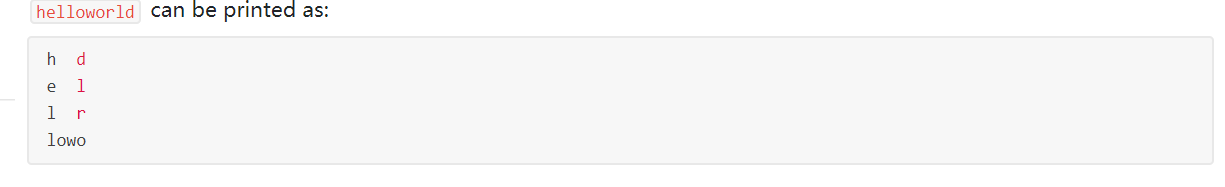 helloworld can be printed as:
h  d
e  l
l  r
lowo